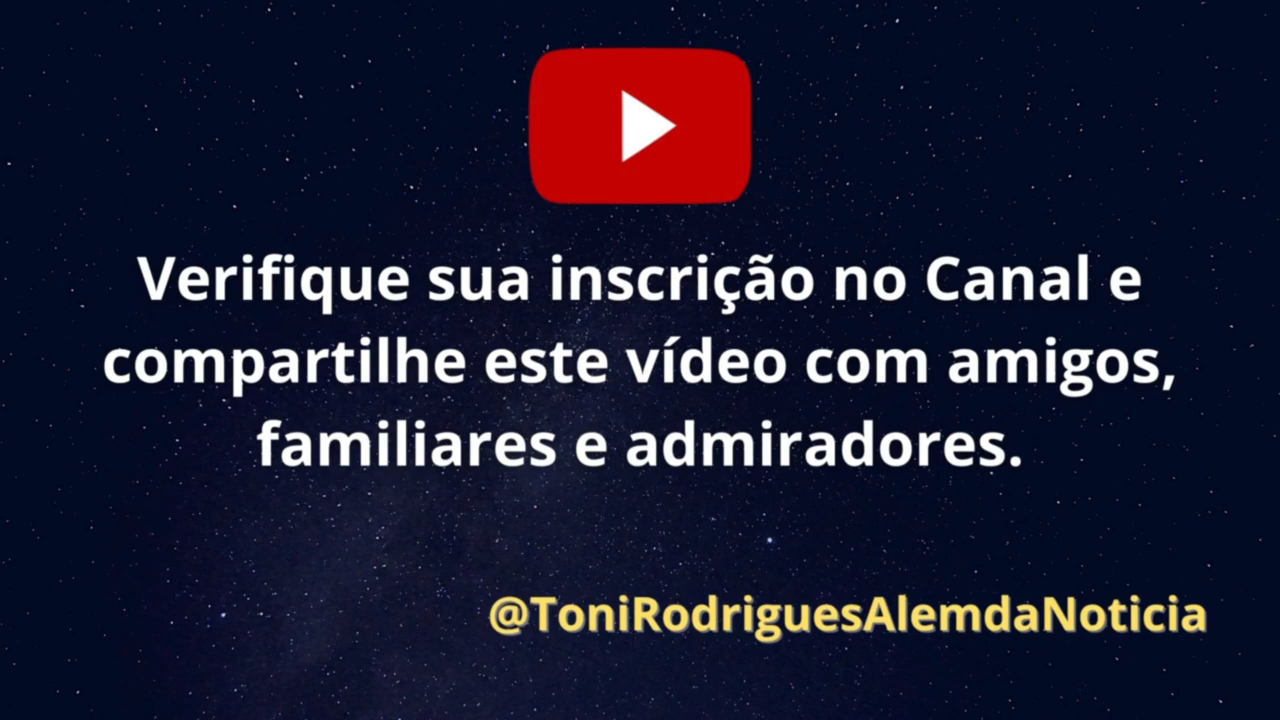 Verifique sua inscrição no Canal e
compartilhe este vídeo com amigos,
familiares e admiradores.
@ToniRodriguesAlemdaNoticia